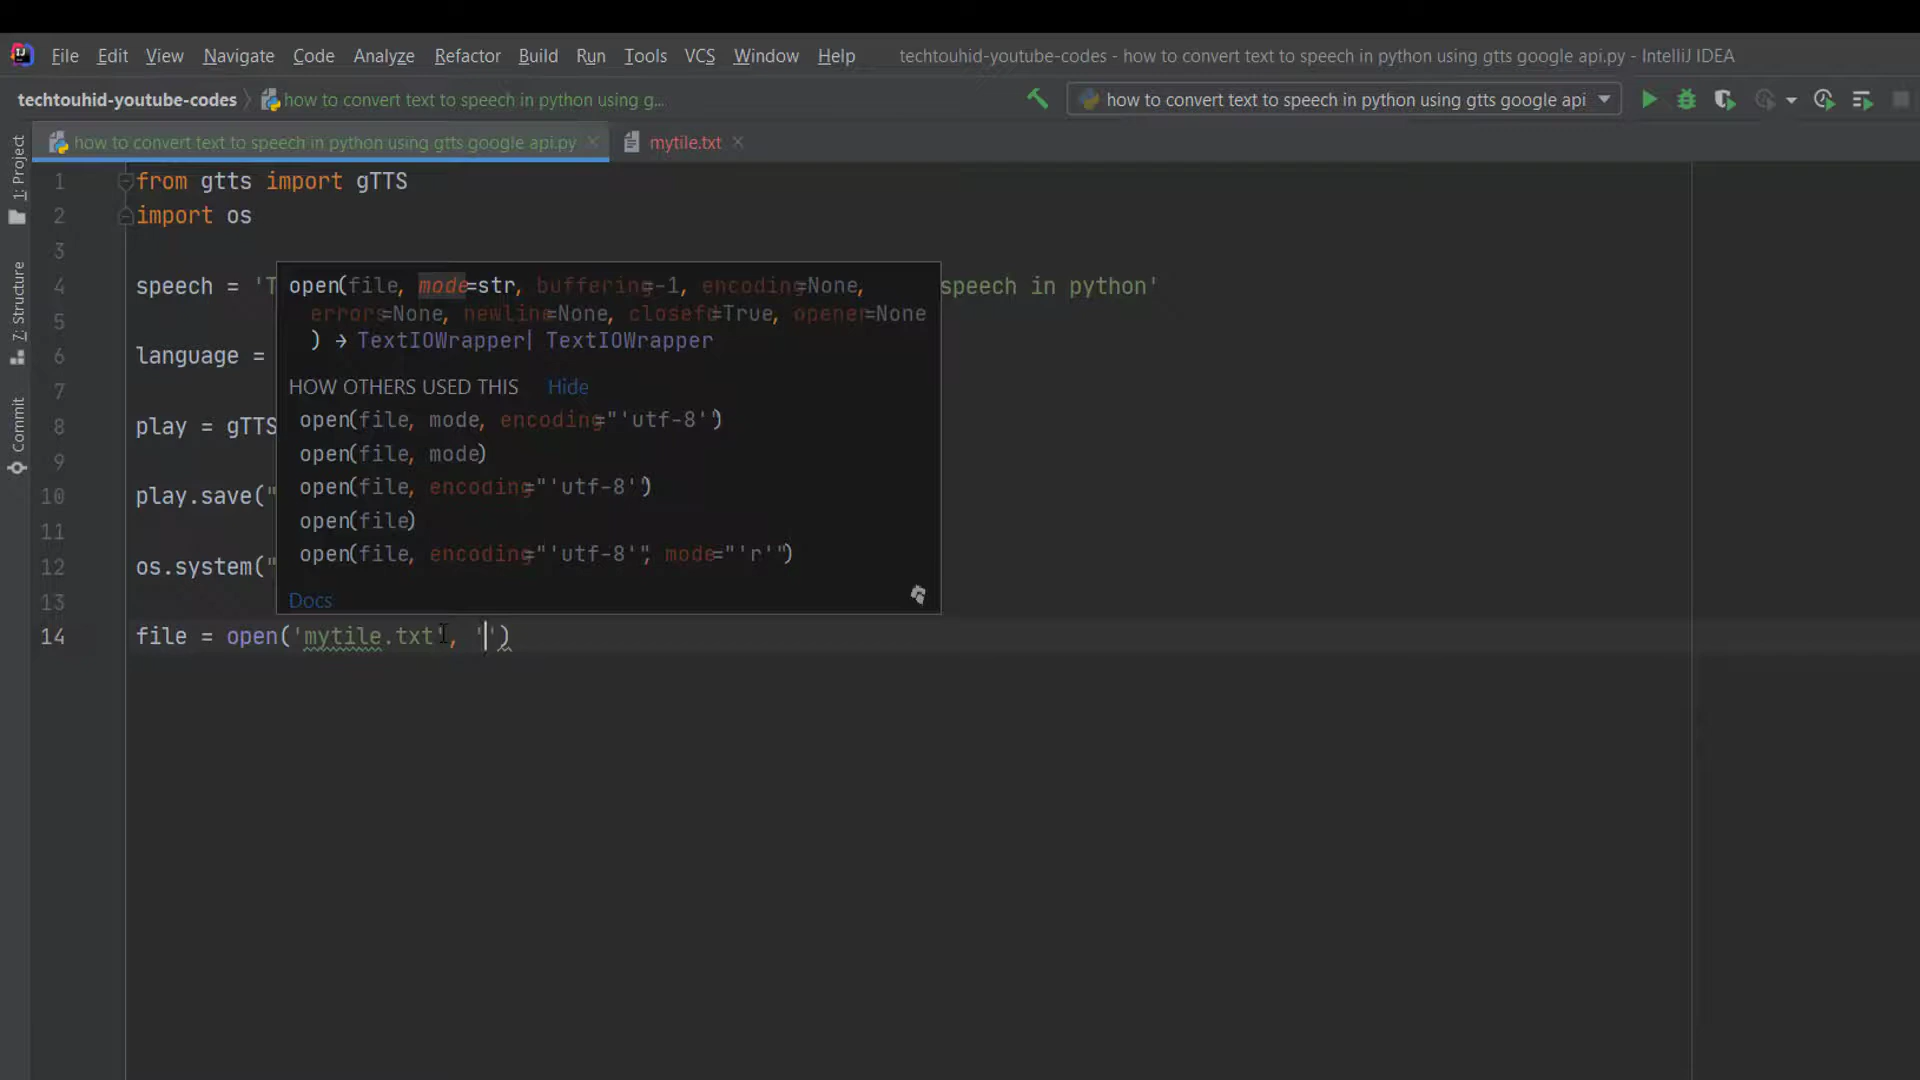 File Edit View Navigate Code Analyze Refactor Build Run Tools VCS Window Help techtouhid-youtube-codes - how to convert text to speech in python using gtts google api.py - IntelliJ IDEA
techtouhid-youtube-codes how to convert text to speech in python using g... how to convert text to speech in python using gtts google api
how to convert text to speech in python using gtts google api.py mytile.txt
1: Project
7: Structure
Commit
1 from gtts import gTTS
2 import os
3
4 speech = 'T speech in python'
5
6 language =
7
8 play = gTTS
9
10 play.save("
11
12 os.system("
13
14 file = open('mytile.txt', '')
open(file, mode=str, buffering=-1, encoding=None,
errors=None, newline=None, closefd=True, opener=None
) → TextIOWrapper| TextIOWrapper
HOW OTHERS USED THIS Hide
open(file, mode, encoding="'utf-8'")
open(file, mode)
open(file, encoding="'utf-8'")
open(file)
open(file, encoding="'utf-8'", mode="'r'")
Docs